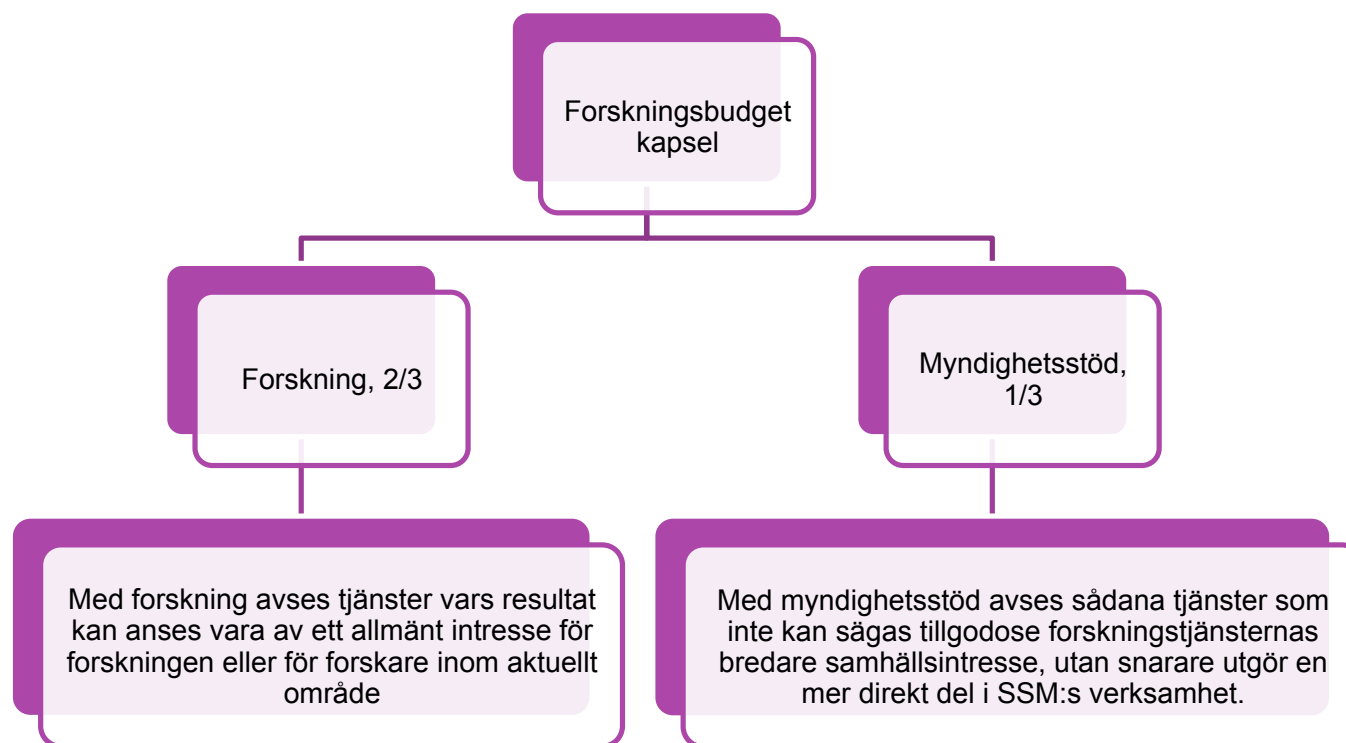 Forskningsbudget
kapsel
Forskning, 2/3
Myndighetsstöd,
1/3
Med forskning avses tjänster vars resultat
kan anses vara av ett allmänt intresse för
forskningen eller för forskare inom aktuellt
område
Med myndighetsstöd avses sådana tjänster som
inte kan sägas tillgodose forskningstjänsternas
bredare samhällsintresse, utan snarare utgör en
mer direkt del i SSM:s verksamhet.